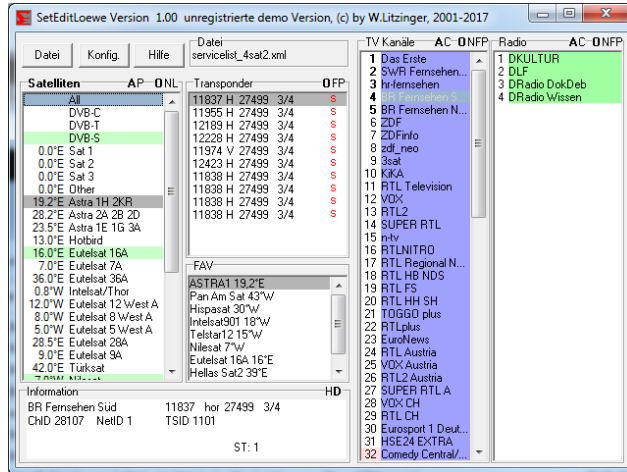 SetEditLoewe Version 1.00 unregistrierte demo Version, (c) by W.Litzinger, 2001-2017
Datei Konfig. Hilfe
Datei
servicelist_4sat2.xml
Satelliten AP ONL
All
DVB-C
DVB-T
DVB-S
0.0°E Sat 1
0.0°E Sat 2
0.0°E Sat 3
0.0°E Other
19.2°E Astra 1H 2KR
28.2°E Astra 2A 2B 2D
23.5°E Astra 1E 1G 3A
13.0°E Hotbird
16.0°E Eutelsat 16A
7.0°E Eutelsat 7A
36.0°E Eutelsat 36A
0.8°W Intelsat/Thor
12.0°W Eutelsat 12 West A
8.0°W Eutelsat 8 West A
5.0°W Eutelsat 5 West A
28.5°E Eutelsat 28A
9.0°E Eutelsat 9A
42.0°E Türksat
7.0°W Nilesat
Transponder OFP
11837 H 27499 3/4 S
11955 H 27499 3/4 S
12189 H 27499 3/4 S
12228 H 27499 3/4 S
11974 V 27499 3/4 S
12423 H 27499 3/4 S
11838 H 27499 3/4 S
11838 H 27499 3/4 S
11838 H 27499 3/4 S
11838 H 27499 3/4 S
FAV
ASTRA1 19,2°E
Pan Am Sat 43°W
Hispasat 30°W
Intelsat901 18°W
Telstar12 15°W
Nilesat 7°W
Eutelsat 16A 16°E
Hellas Sat2 39°E
TV Kanäle AC ONFP
1 Das Erste
2 SWR Fernsehen...
3 hr-fernsehen
4 BR Fernsehen S...
5 BR Fernsehen N...
6 ZDF
7 ZDFinfo
8 zdf_neo
9 3sat
10 KiKA
11 RTL Television
12 VOX
13 RTL2
14 SUPER RTL
15 n-tv
16 RTLNITRO
17 RTL Regional N...
18 RTL HB NDS
19 RTL FS
20 RTL HH SH
21 TOGGO plus
22 RTLplus
23 EuroNews
24 RTL Austria
25 VOX Austria
26 RTL2 Austria
27 SUPER RTL A
28 VOX CH
29 RTL CH
30 Eurosport 1 Deut...
31 HSE24 EXTRA
32 Comedy Central/...
Radio AC ONFP
1 DKULTUR
2 DLF
3 DRadio DokDeb
4 DRadio Wissen
Information HD
BR Fernsehen Süd 11837 hor 27499 3/4
ChID 28107 NetID 1 TSID 1101
ST: 1